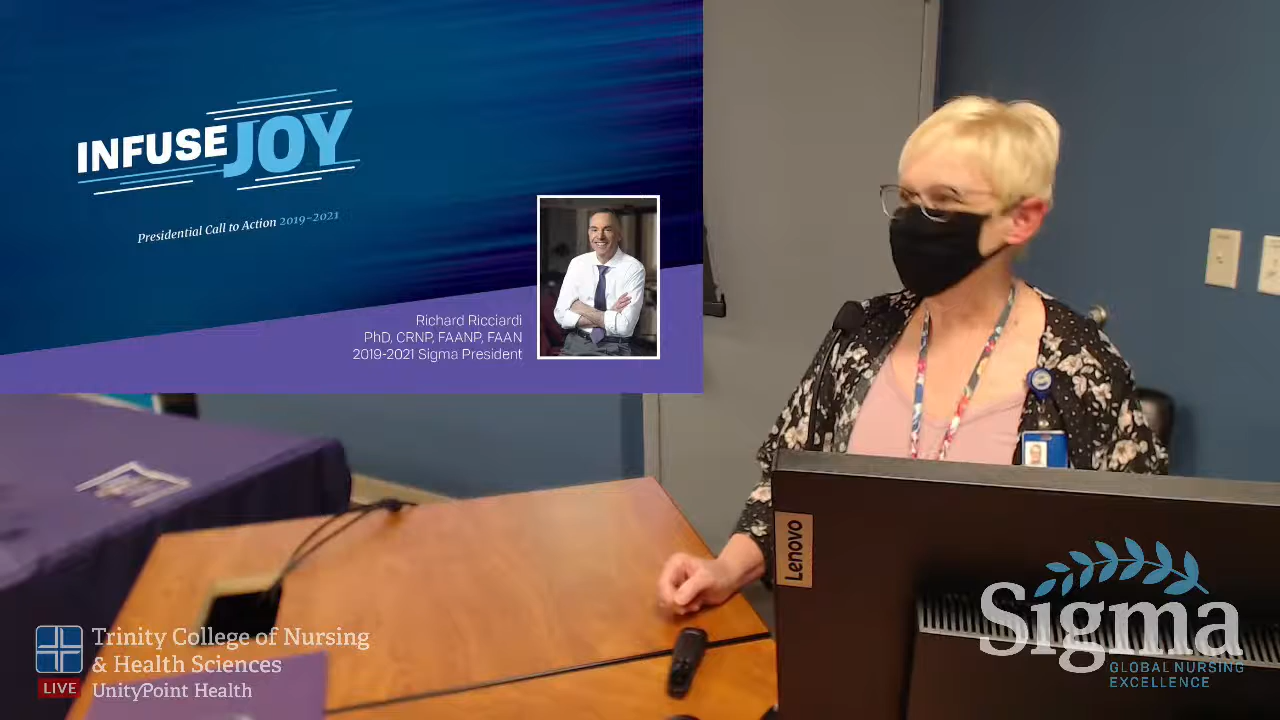 INFUSE JOY
Presidential Call to Action 2019–2021
Richard Ricciardi
PhD, CRNP, FAANP, FAAN
2019-2021 Sigma President
Lenovo
Trinity College of Nursing
& Health Sciences
LIVE UnityPoint Health
Sigma
GLOBAL NURSING
EXCELLENCE